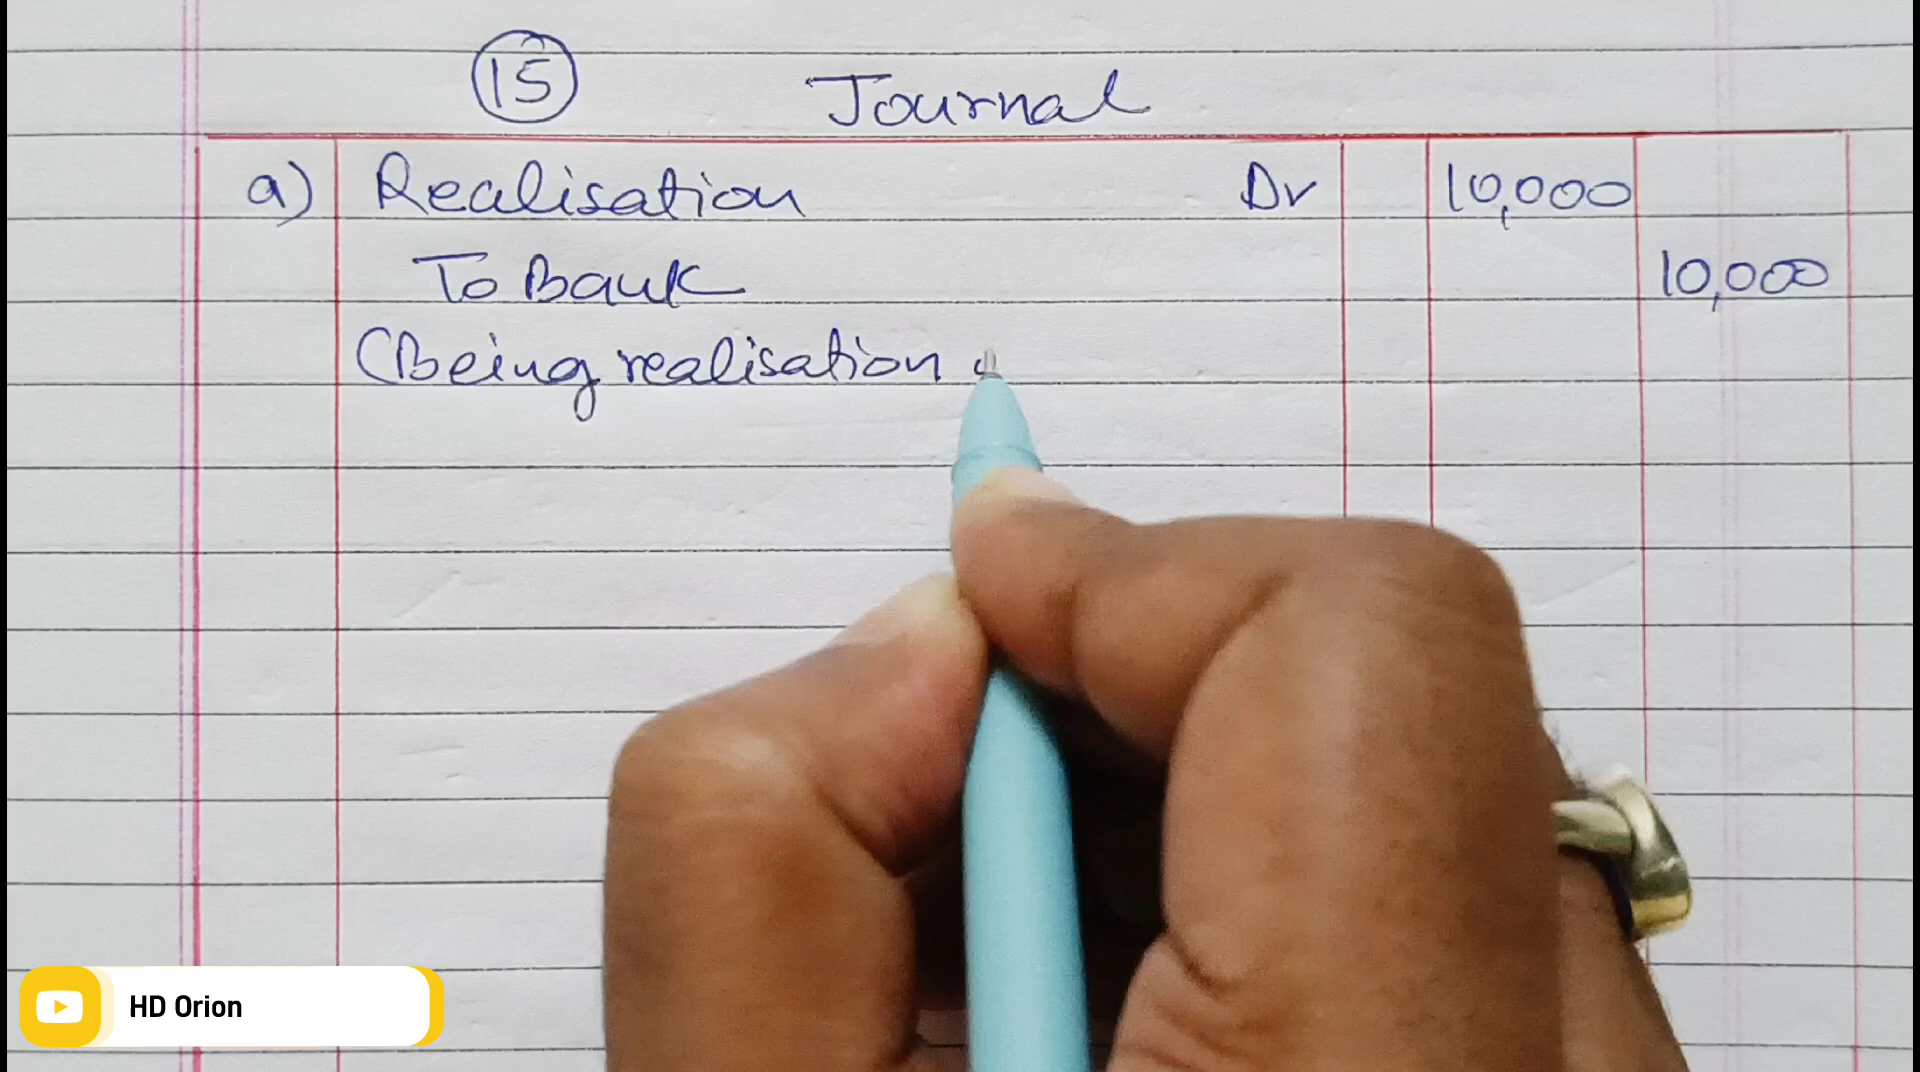 15 Journal
a) Realisation Dr 10,000
To Bank 10,000
(Being realisation
HD Orion